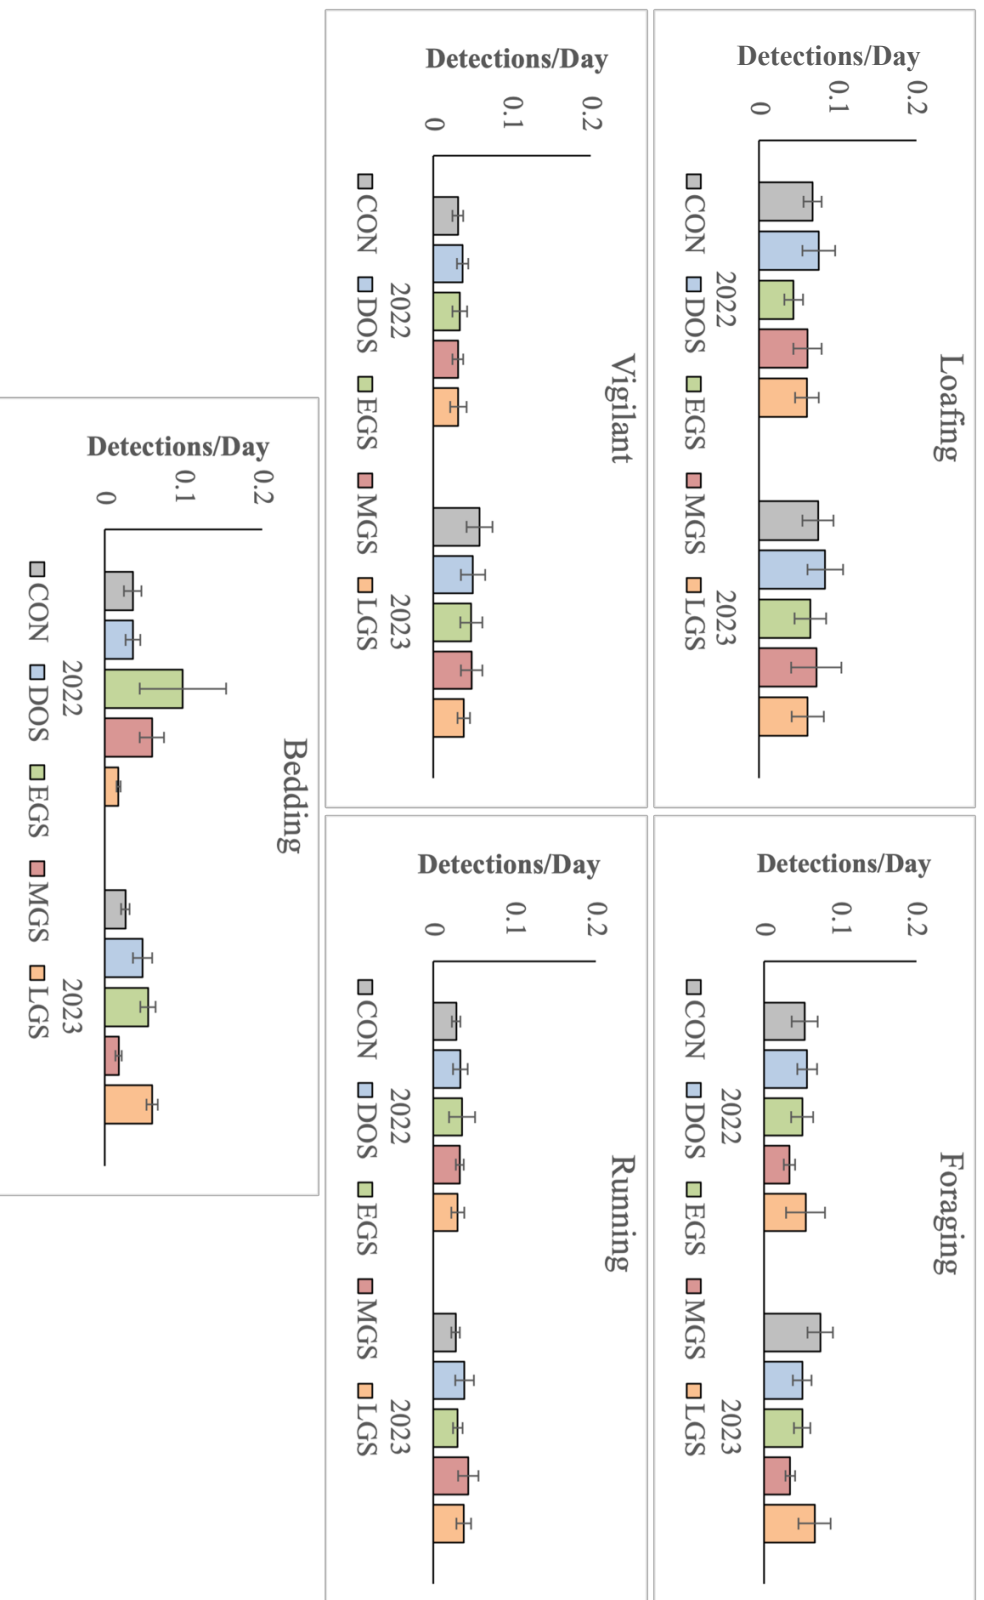 Loafing
Detections/Day
0.2
0.1
0
2022 2023
CON DOS EGS MGS LGS
Foraging
Detections/Day
0.2
0.1
0
2022 2023
CON DOS EGS MGS LGS
Vigilant
Detections/Day
0.2
0.1
0
2022 2023
CON DOS EGS MGS LGS
Running
Detections/Day
0.2
0.1
0
2022 2023
CON DOS EGS MGS LGS
Bedding
Detections/Day
0.2
0.1
0
2022 2023
CON DOS EGS MGS LGS